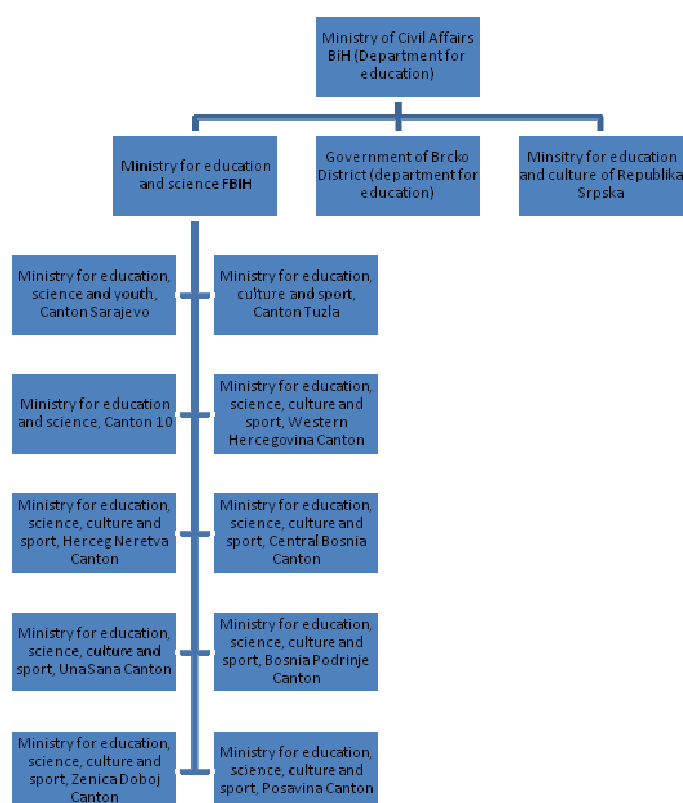 Ministry of Civil Affairs
BiH (Department for
education)
Ministry for education
and science FBIH
Government of Brcko
District (department for
education)
Minsitry for education
and culture of Republika
Srpska
Ministry for education,
science and youth,
Canton Sarajevo
Ministry for education,
culture and sport,
Canton Tuzla
Ministry for education
and science, Canton 10
Ministry for education,
science, culture and
sport, Western
Hercegovina Canton
Ministry for education,
science, culture and
sport, Herceg Neretva
Canton
Ministry for education,
science, culture and
sport, Central Bosnia
Canton
Ministry for education,
science, culture and
sport, Una Sana Canton
Ministry for education,
science, culture and
sport, Bosnia Podrinje
Canton
Ministry for education,
science, culture and
sport, Zenica Doboj
Canton
Ministry for education,
science, culture and
sport, Posavina Canton